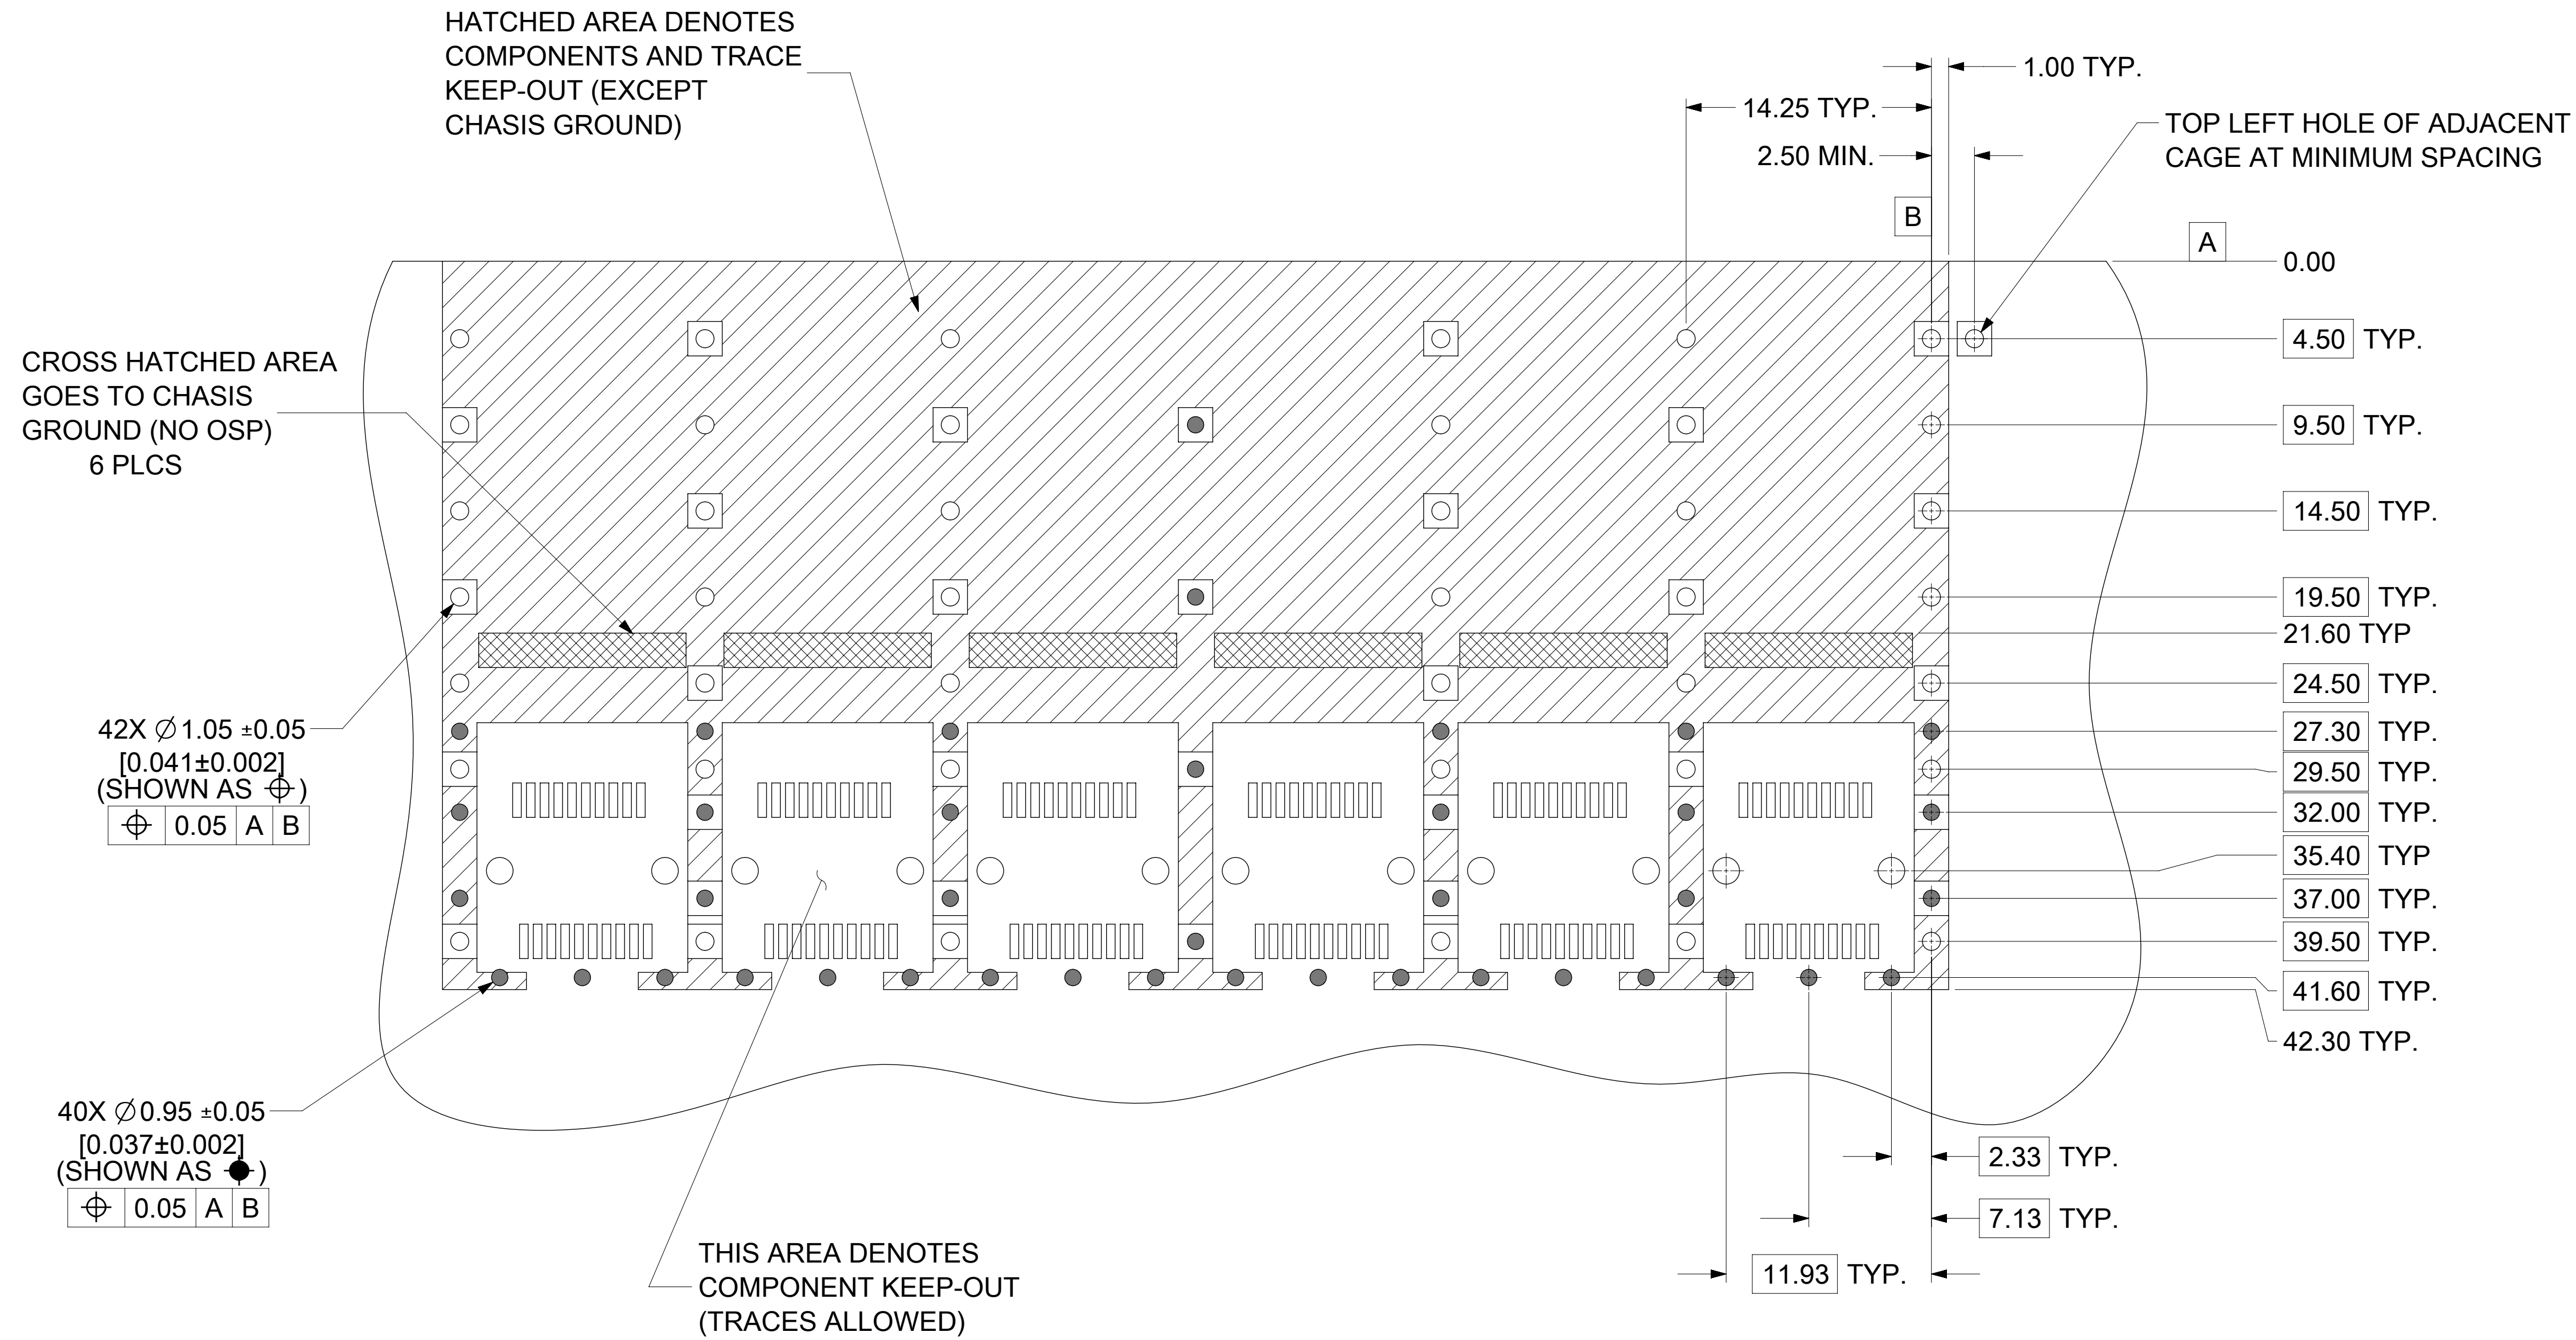 HATCHED AREA DENOTES
COMPONENTS AND TRACE
KEEP-OUT (EXCEPT
CHASIS GROUND)
1.00 TYP.
14.25 TYP.
2.50 MIN.
TOP LEFT HOLE OF ADJACENT
CAGE AT MINIMUM SPACING
B
A
0.00
4.50 TYP.
CROSS HATCHED AREA
GOES TO CHASIS
GROUND (NO OSP)
6 PLCS
9.50 TYP.
14.50 TYP.
19.50 TYP.
21.60 TYP
24.50 TYP.
27.30 TYP.
29.50 TYP.
32.00 TYP.
35.40 TYP
37.00 TYP.
39.50 TYP.
41.60 TYP.
42.30 TYP.
42X ∅1.05 ±0.05
[0.041±0.002]
(SHOWN AS ⌖)
⌖ 0.05 A B
40X ∅0.95 ±0.05
[0.037±0.002]
(SHOWN AS )
⌖ 0.05 A B
2.33 TYP.
7.13 TYP.
11.93 TYP.
THIS AREA DENOTES
COMPONENT KEEP-OUT
(TRACES ALLOWED)